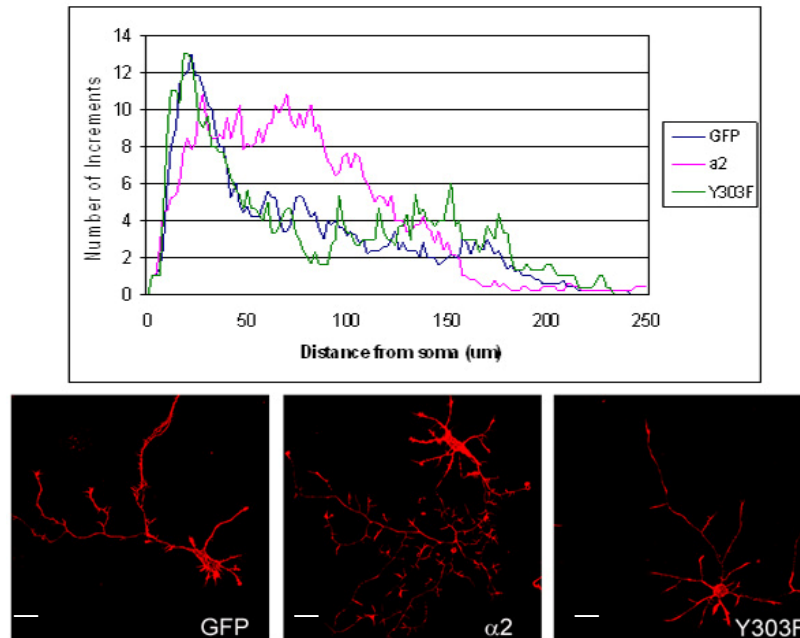 14
12
10
8
6
4
2
0
Number of Increments
0 50 100 150 200 250
Distance from soma (um)
GFP
a2
Y303F
GFP
α2
Y303F